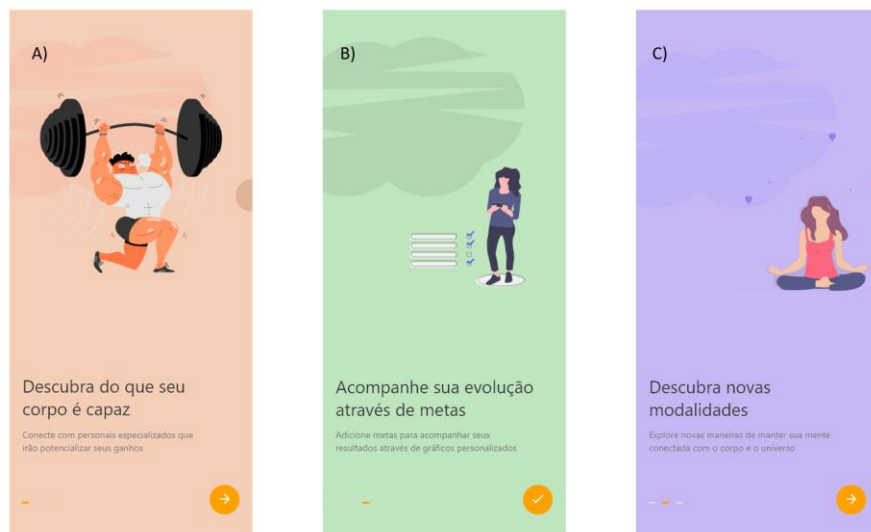 A)
Descubra do que seu
corpo é capaz
Conecte com personais especializados que
irão potencializar seus ganhos
B)
Acompanhe sua evolução
através de metas
Adicione metas para acompanhar seus
resultados através de gráficos personalizados
C)
Descubra novas
modalidades
Explore novas maneiras de manter sua mente
conectada com o corpo e o universo